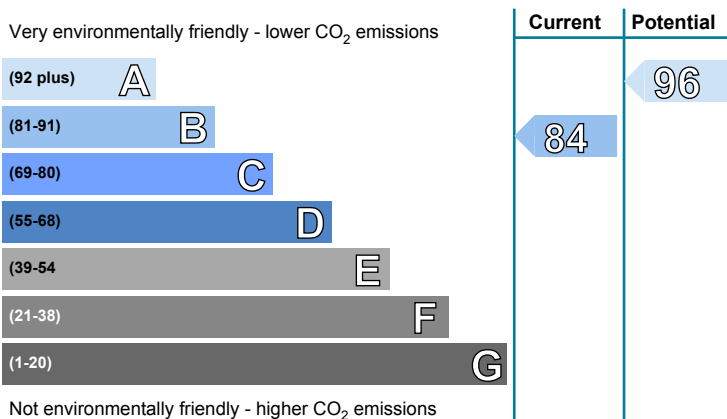 Very environmentally friendly - lower CO2 emissions
Current
Potential
(92 plus) A
96
(81-91) B
84
(69-80) C
(55-68) D
(39-54 E
(21-38) F
(1-20) G
Not environmentally friendly - higher CO2 emissions